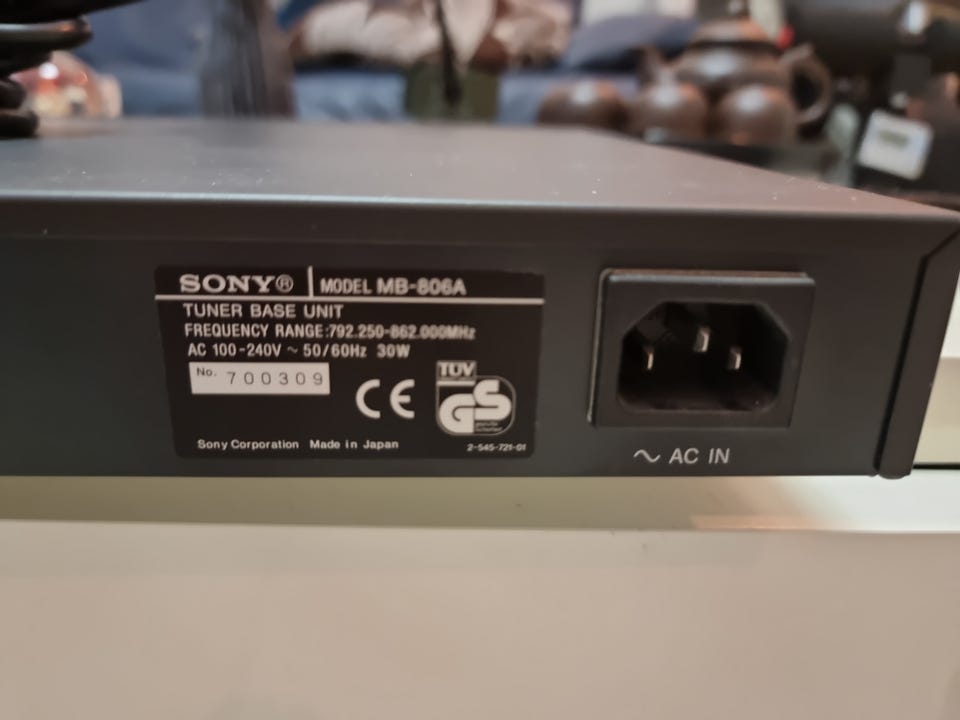 SONY® MODEL MB-806A
TUNER BASE UNIT
FREQUENCY RANGE:792.250-862.000MHz
AC 100-240V ~ 50/60Hz 30W
No. 700309
CE
TÜV
GS
Sony Corporation Made in Japan
2-545-721-01
~ AC IN